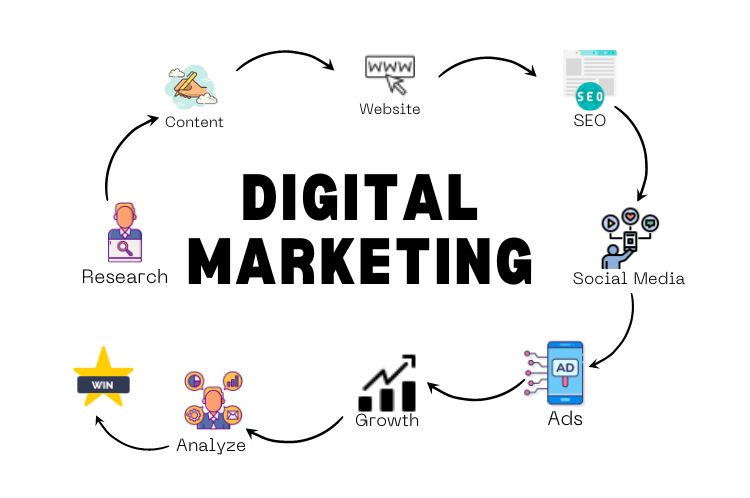 WWW
Content
Website
SEO
SEO
DIGITAL
MARKETING
Research
Social Media
AD
WIN
Growth
Ads
Analyze